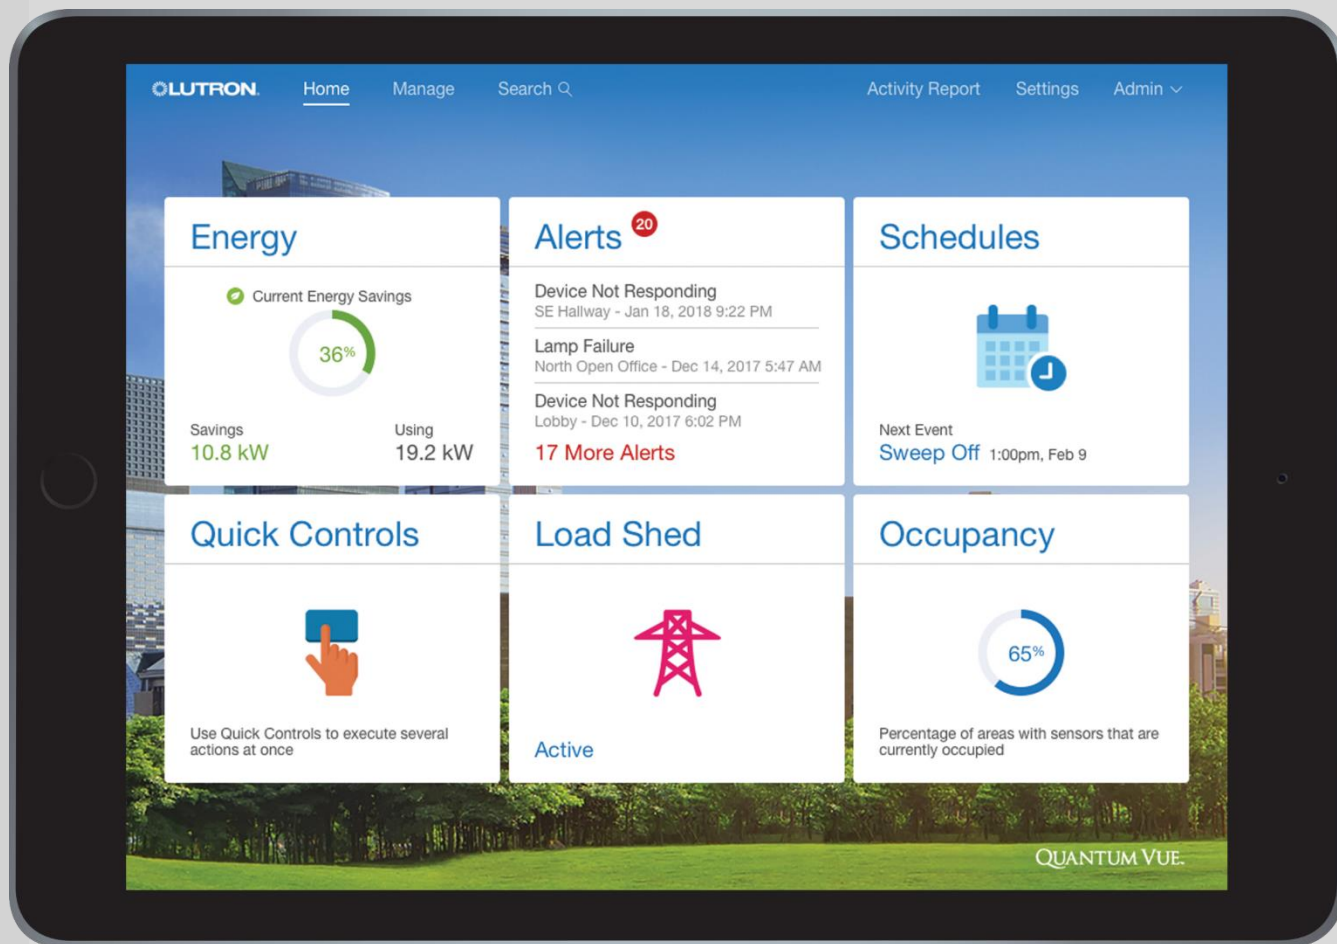 LUTRON. Home Manage Search Activity Report Settings Admin
Energy
Current Energy Savings
36%
Savings
10.8 kW
Using
19.2 kW
Alerts 20
Device Not Responding
SE Hallway - Jan 18, 2018 9:22 PM
Lamp Failure
North Open Office - Dec 14, 2017 5:47 AM
Device Not Responding
Lobby - Dec 10, 2017 6:02 PM
17 More Alerts
Schedules
Next Event
Sweep Off 1:00pm, Feb 9
Quick Controls
Use Quick Controls to execute several
actions at once
Load Shed
Active
Occupancy
65%
Percentage of areas with sensors that are
currently occupied
QUANTUM VUE.